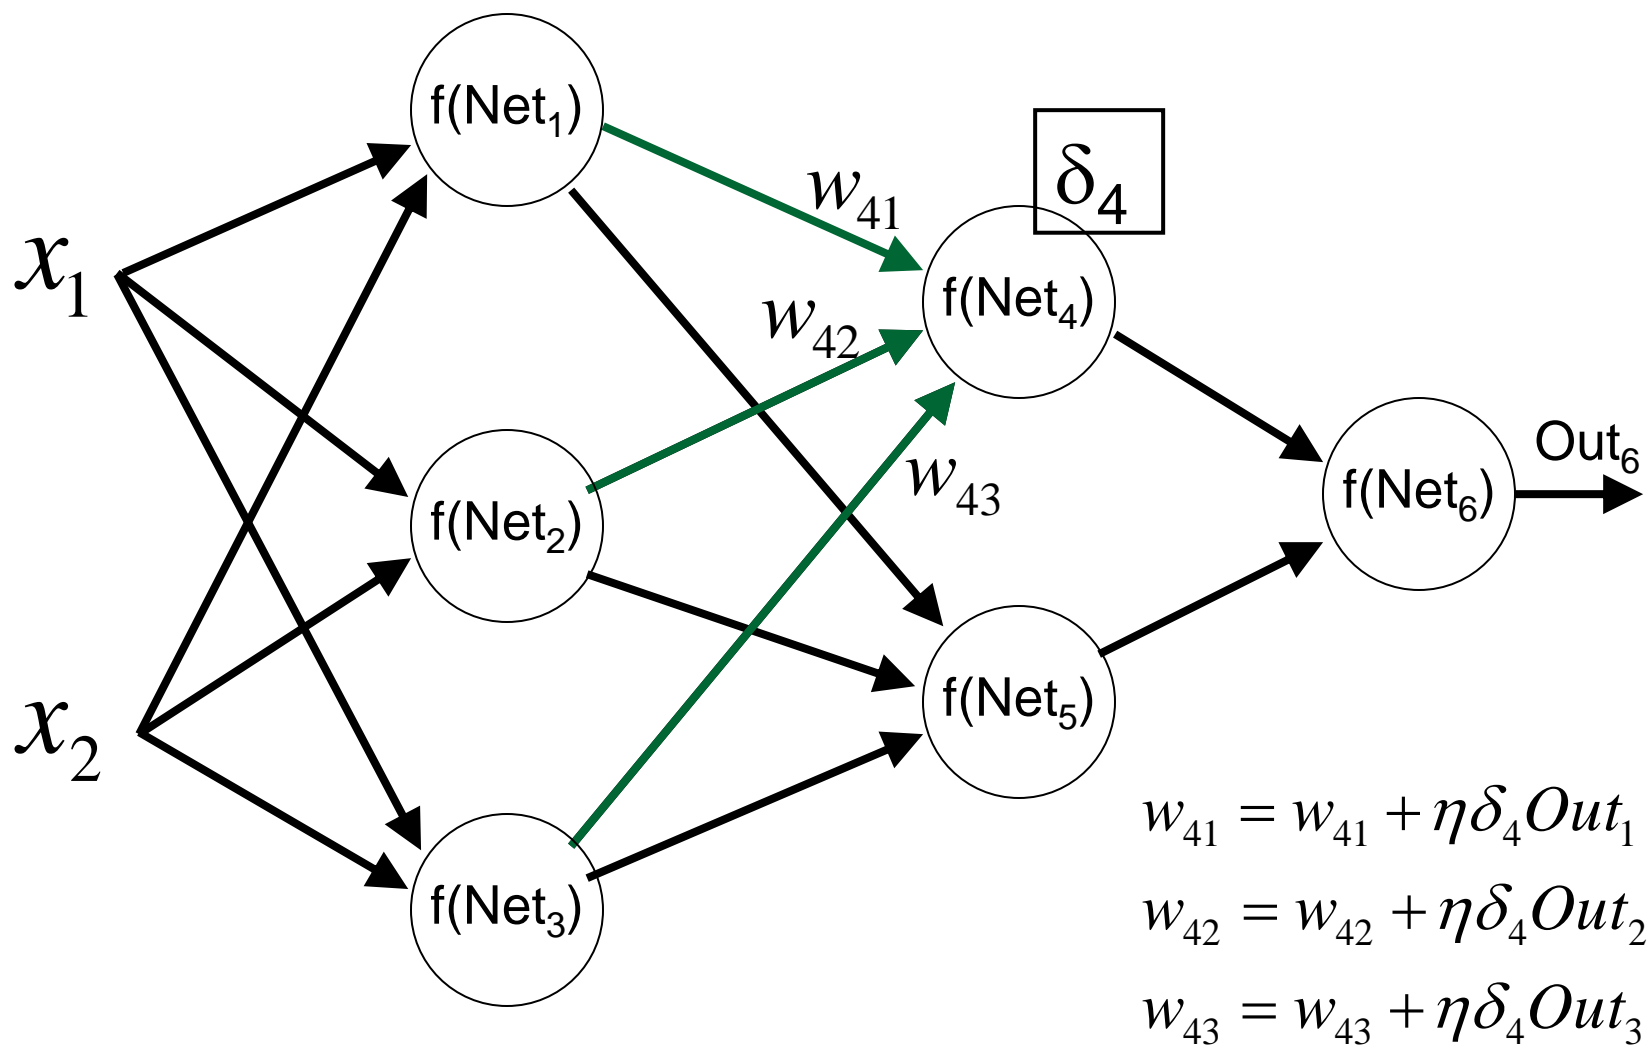 f(Net₁)
δ₄
w₄₁
x₁
f(Net₄)
w₄₂
Out₆
w₄₃
f(Net₆)
f(Net₂)
f(Net₅)
x₂
w₄₁ = w₄₁ + ηδ₄Out₁
f(Net₃)
w₄₂ = w₄₂ + ηδ₄Out₂
w₄₃ = w₄₃ + ηδ₄Out₃